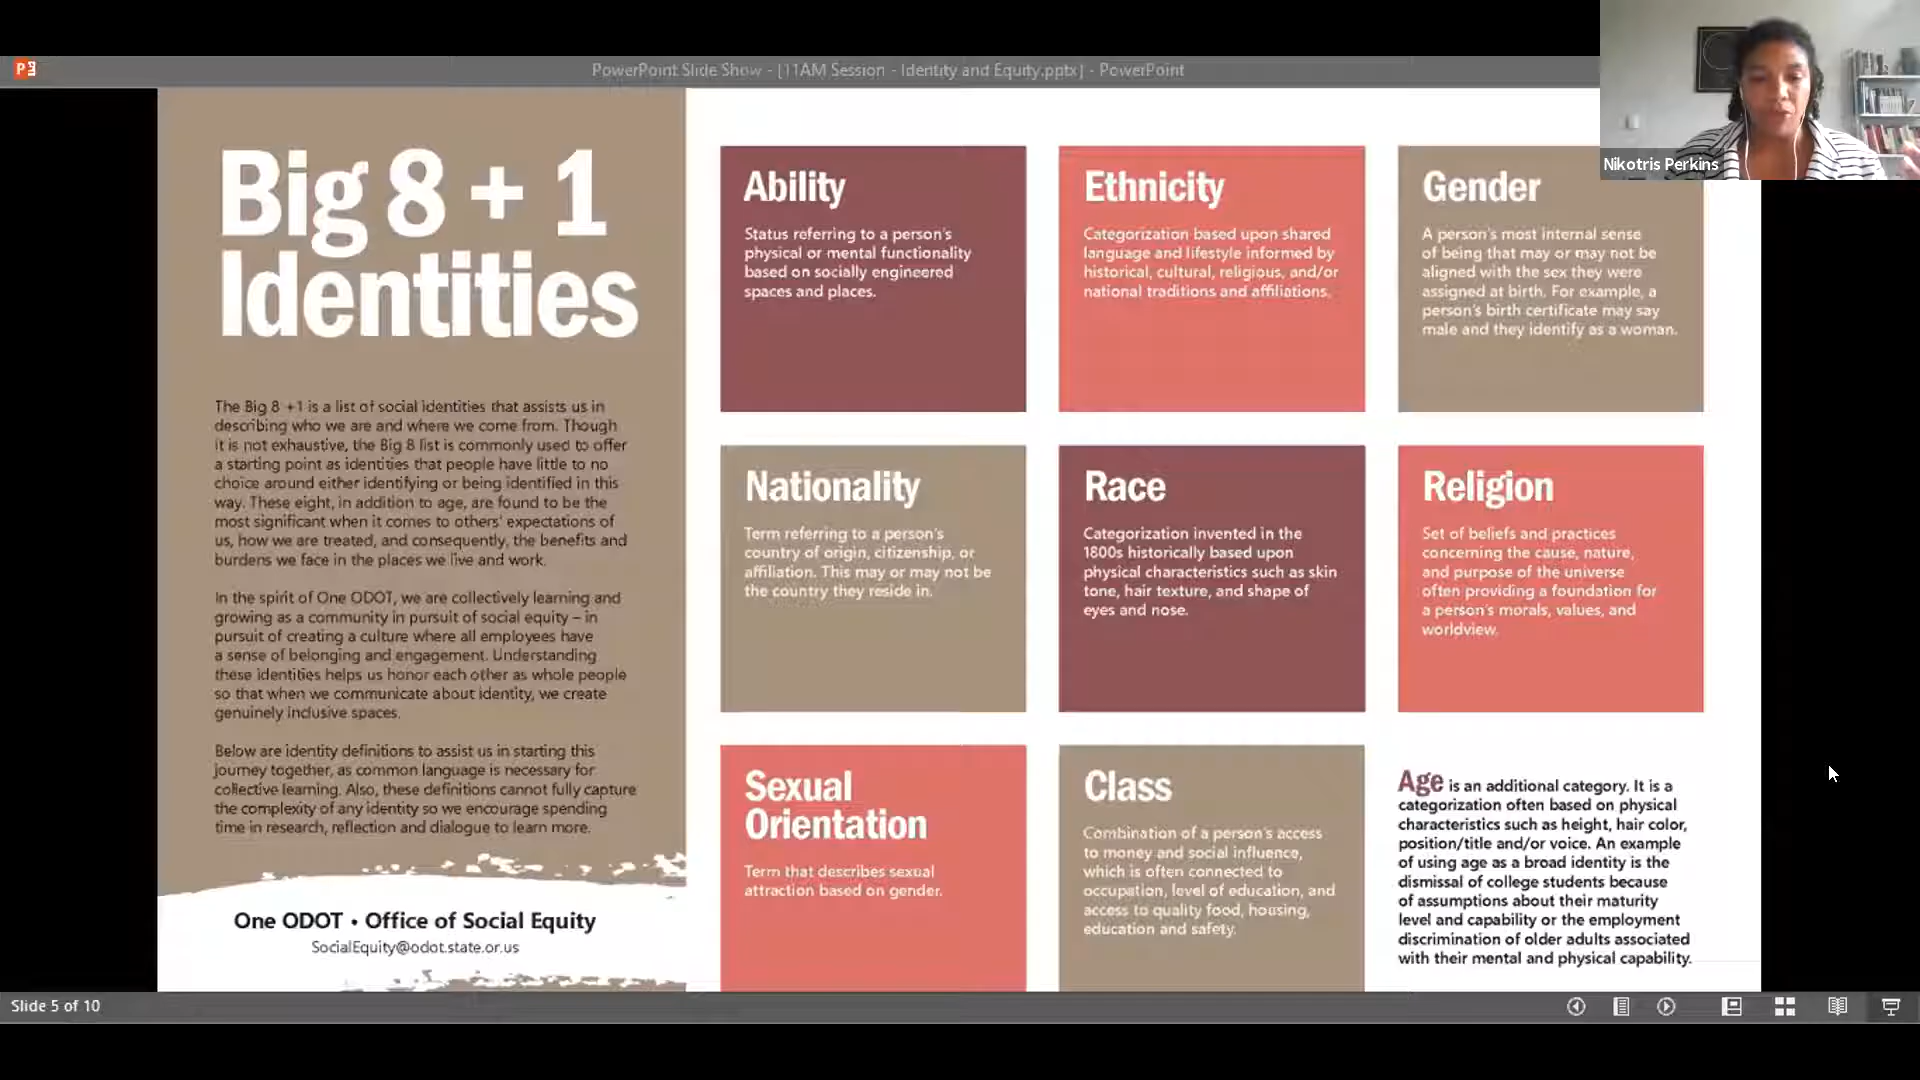 PowerPoint Slide Show - [11AM Session - Identity and Equity.pptx] - PowerPoint
Nikotris Perkins
Big 8 + 1
Identities
The Big 8 +1 is a list of social identities that assists us in
describing who we are and where we come from. Though
it is not exhaustive, the Big 8 list is commonly used to offer
a starting point as identities that people have little to no
choice around either identifying or being identified in this
way. These eight, in addition to age, are found to be the
most significant when it comes to others' expectations of
us, how we are treated, and consequently, the benefits and
burdens we face in the places we live and work.
In the spirit of One ODOT, we are collectively learning and
growing as a community in pursuit of social equity – in
pursuit of creating a culture where all employees have
a sense of belonging and engagement. Understanding
these identities helps us honor each other as whole people
so that when we communicate about identity, we create
genuinely inclusive spaces.
Below are identity definitions to assist us in starting this
journey together, as common language is necessary for
collective learning. Also, these definitions cannot fully capture
the complexity of any identity so we encourage spending
time in research, reflection and dialogue to learn more.
One ODOT • Office of Social Equity
SocialEquity@odot.state.or.us
Ability
Status referring to a person's
physical or mental functionality
based on socially engineered
spaces and places.
Ethnicity
Categorization based upon shared
language and lifestyle informed by
historical, cultural, religious, and/or
national traditions and affiliations.
Gender
A person's most internal sense
of being that may or may not be
aligned with the sex they were
assigned at birth. For example, a
person's birth certificate may say
male and they identify as a woman.
Nationality
Term referring to a person's
country of origin, citizenship, or
affiliation. This may or may not be
the country they reside in.
Race
Categorization invented in the
1800s historically based upon
physical characteristics such as skin
tone, hair texture, and shape of
eyes and nose.
Religion
Set of beliefs and practices
concerning the cause, nature,
and purpose of the universe
often providing a foundation for
a person's morals, values, and
worldview.
Sexual
Orientation
Term that describes sexual
attraction based on gender.
Class
Combination of a person's access
to money and social influence,
which is often connected to
occupation, level of education, and
access to quality food, housing,
education and safety.
Age is an additional category. It is a
categorization often based on physical
characteristics such as height, hair color,
position/title and/or voice. An example
of using age as a broad identity is the
dismissal of college students because
of assumptions about their maturity
level and capability or the employment
discrimination of older adults associated
with their mental and physical capability.
Slide 5 of 10